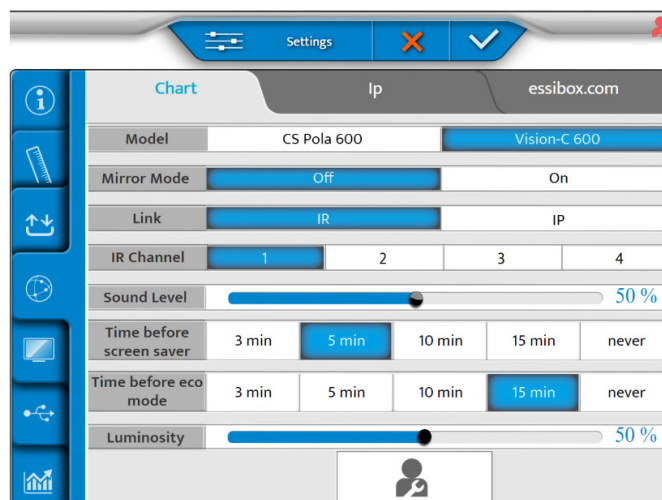 Settings
Chart Ip essibox.com
Model CS Pola 600 Vision-C 600
Mirror Mode Off On
Link IR IP
IR Channel 1 2 3 4
Sound Level 50 %
Time before screen saver 3 min 5 min 10 min 15 min never
Time before eco mode 3 min 5 min 10 min 15 min never
Luminosity 50 %